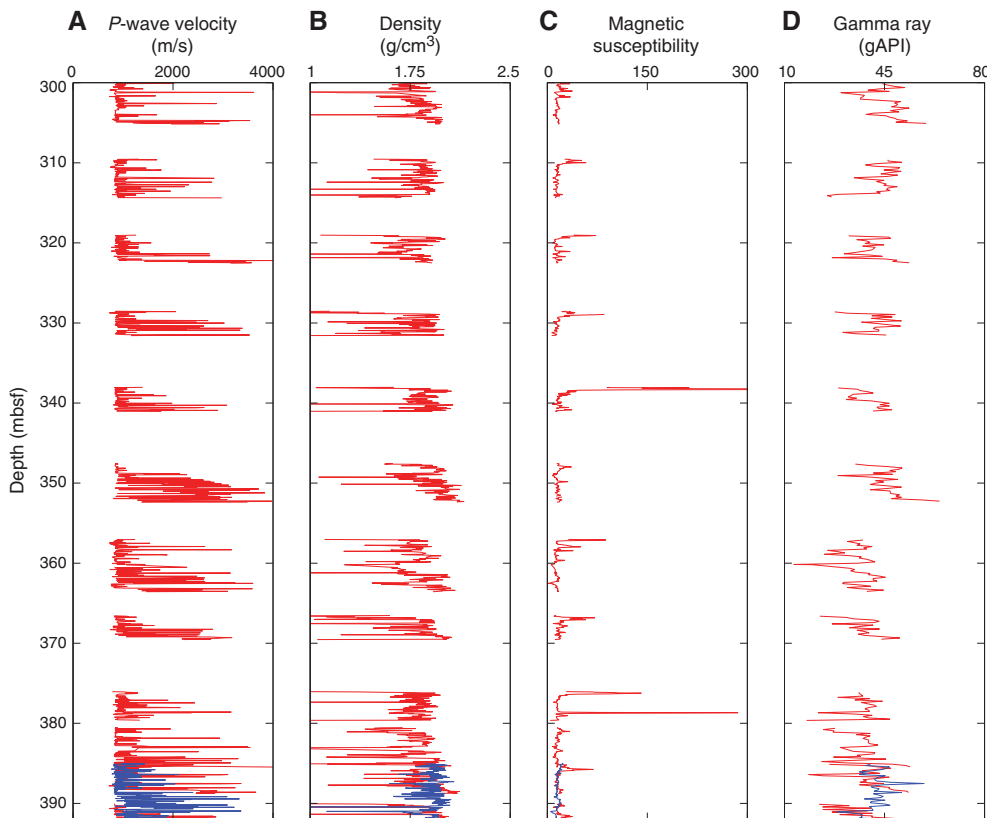 A P-wave velocity (m/s)
B Density (g/cm³)
C Magnetic susceptibility
D Gamma ray (gAPI)
0 2000 4000
1 1.75 2.5
0 150 300
10 45 80
Depth (mbsf)
300
310
320
330
340
350
360
370
380
390